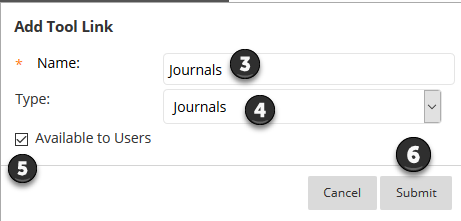 Add Tool Link
* Name: Journals 3
Type: Journals 4
Available to Users
5
6
Cancel Submit